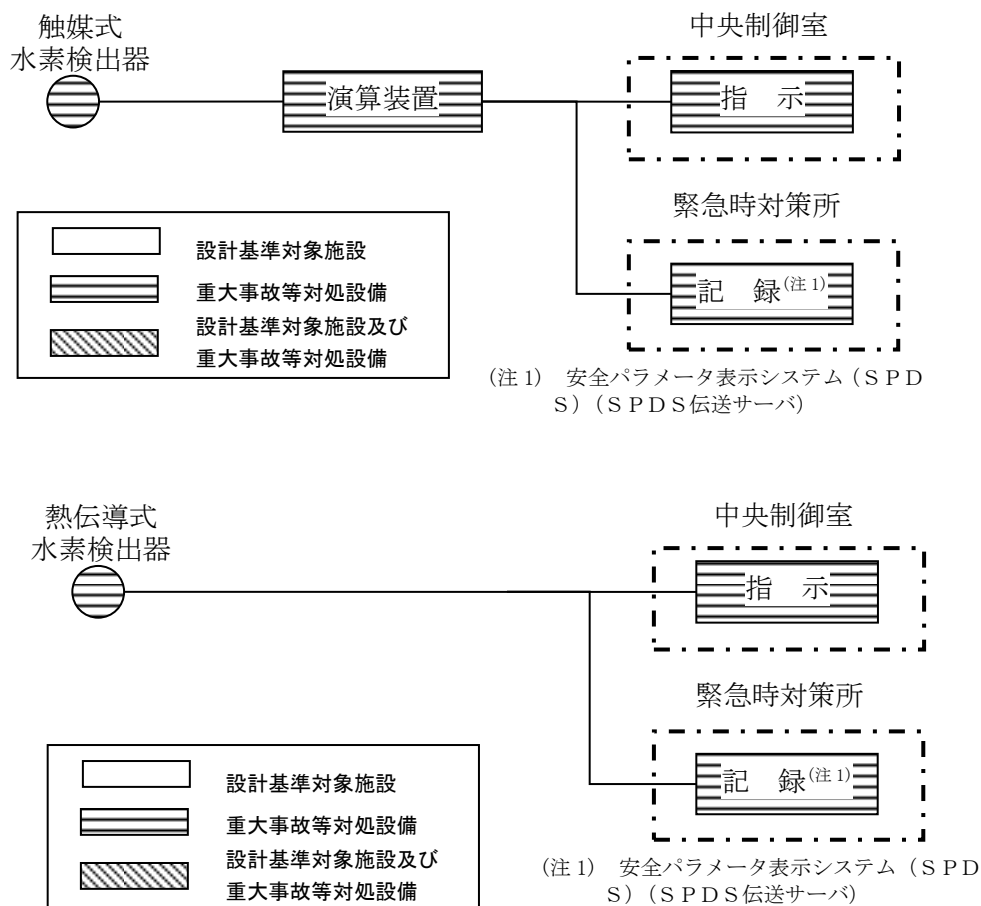 触媒式
水素検出器
演算装置
中央制御室
指 示
緊急時対策所
記 録(注1)
設計基準対象施設
重大事故等対処設備
設計基準対象施設及び
重大事故等対処設備
(注1) 安全パラメータ表示システム(SPD
S)(SPDS伝送サーバ)
熱伝導式
水素検出器
中央制御室
指 示
緊急時対策所
記 録(注1)
設計基準対象施設
重大事故等対処設備
設計基準対象施設及び
重大事故等対処設備
(注1) 安全パラメータ表示システム(SPD
S)(SPDS伝送サーバ)